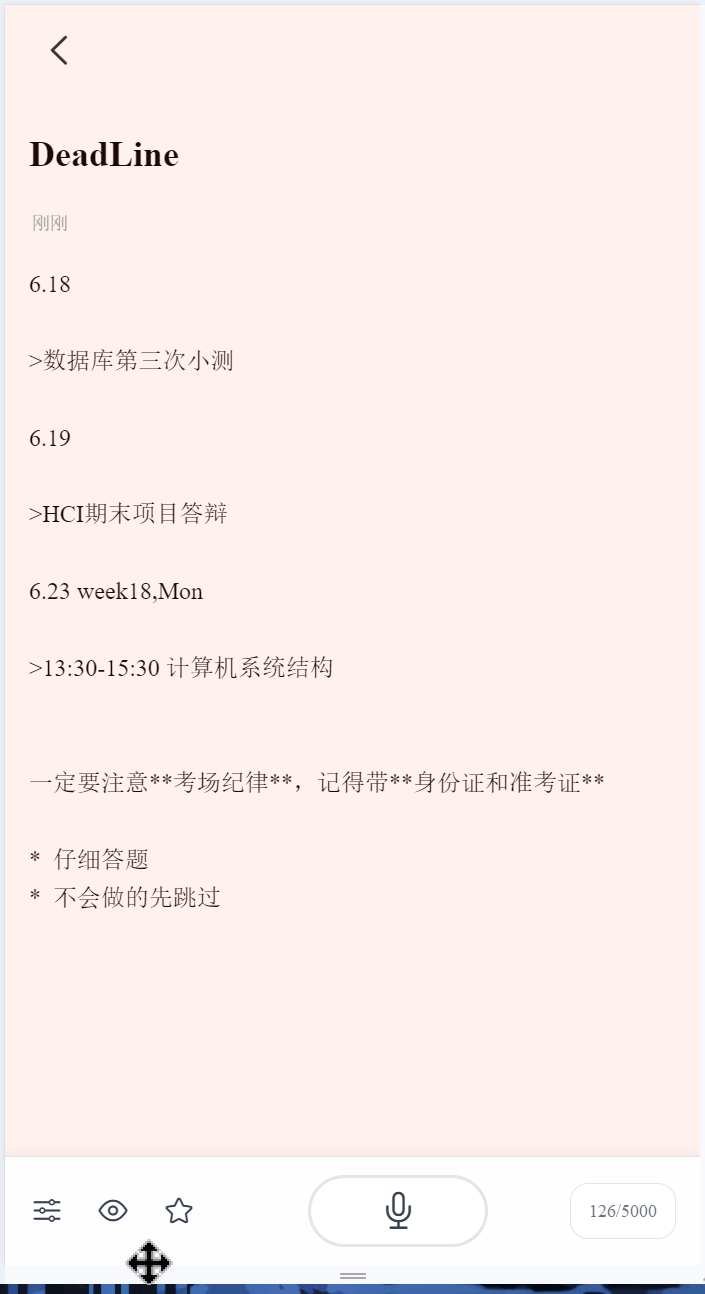 DeadLine
刚刚
6.18
>数据库第三次小测
6.19
>HCI期末项目答辩
6.23 week18,Mon
>13:30-15:30 计算机系统结构
一定要注意**考场纪律**，记得带**身份证和准考证**
* 仔细答题
* 不会做的先跳过
126/5000